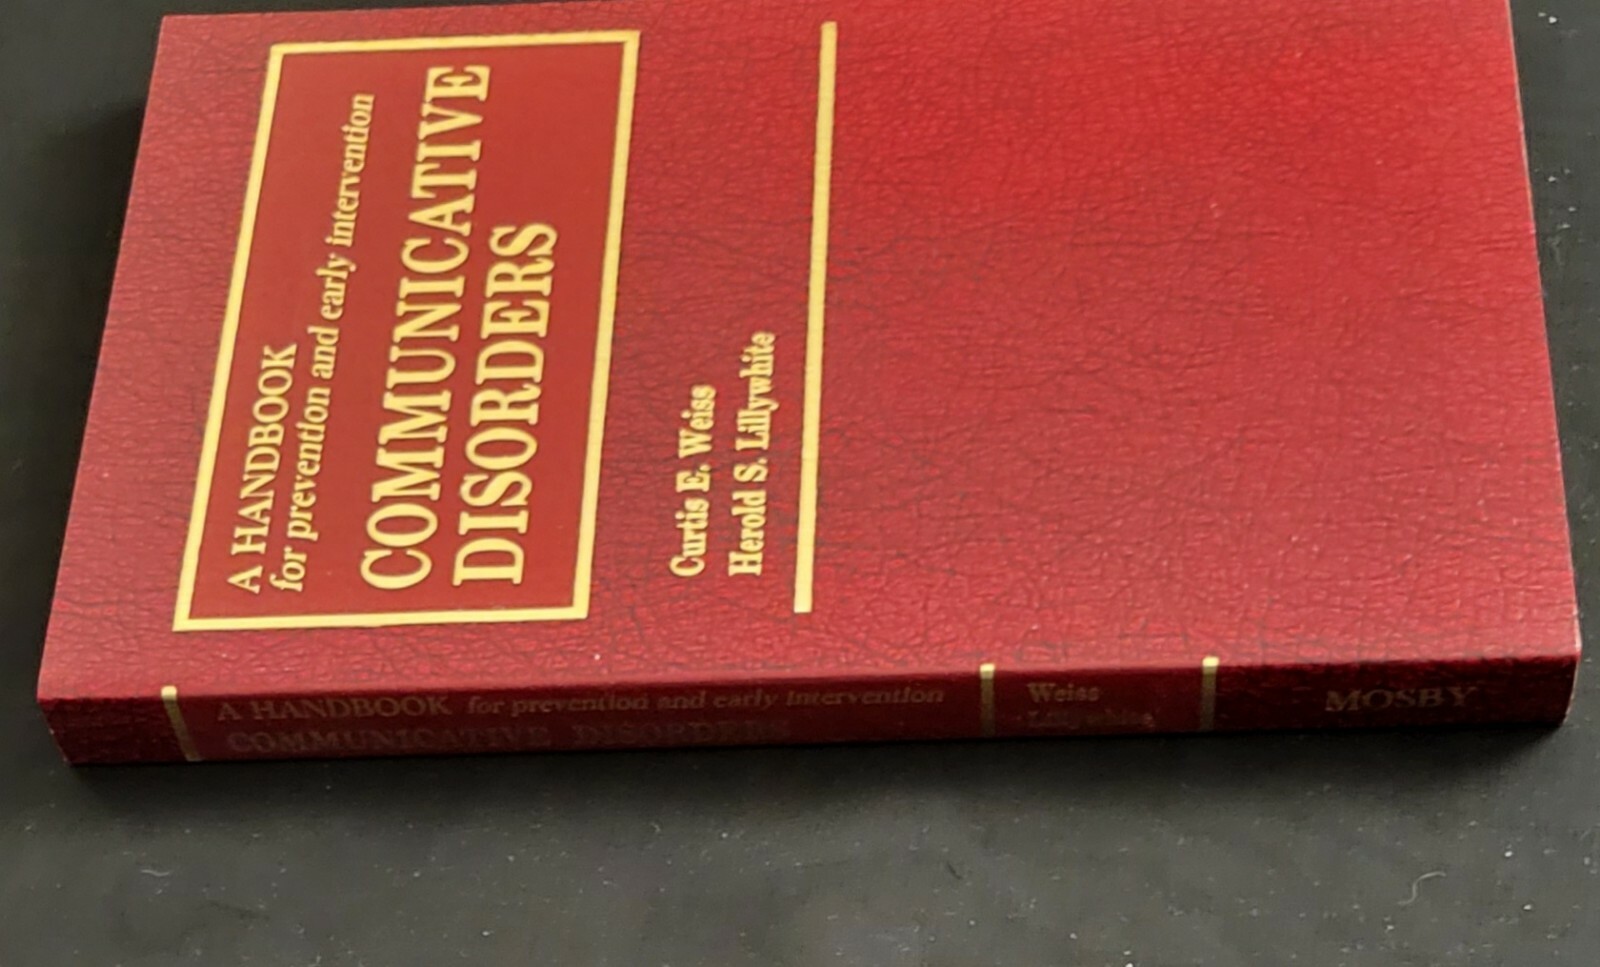 A HANDBOOK
for prevention and early intervention
COMMUNICATIVE
DISORDERS
Curtis E. Weiss
Herold S. Lillywhite
A HANDBOOK for prevention and early intervention
COMMUNICATIVE DISORDERS
Weiss
Lillywhite
MOSBY